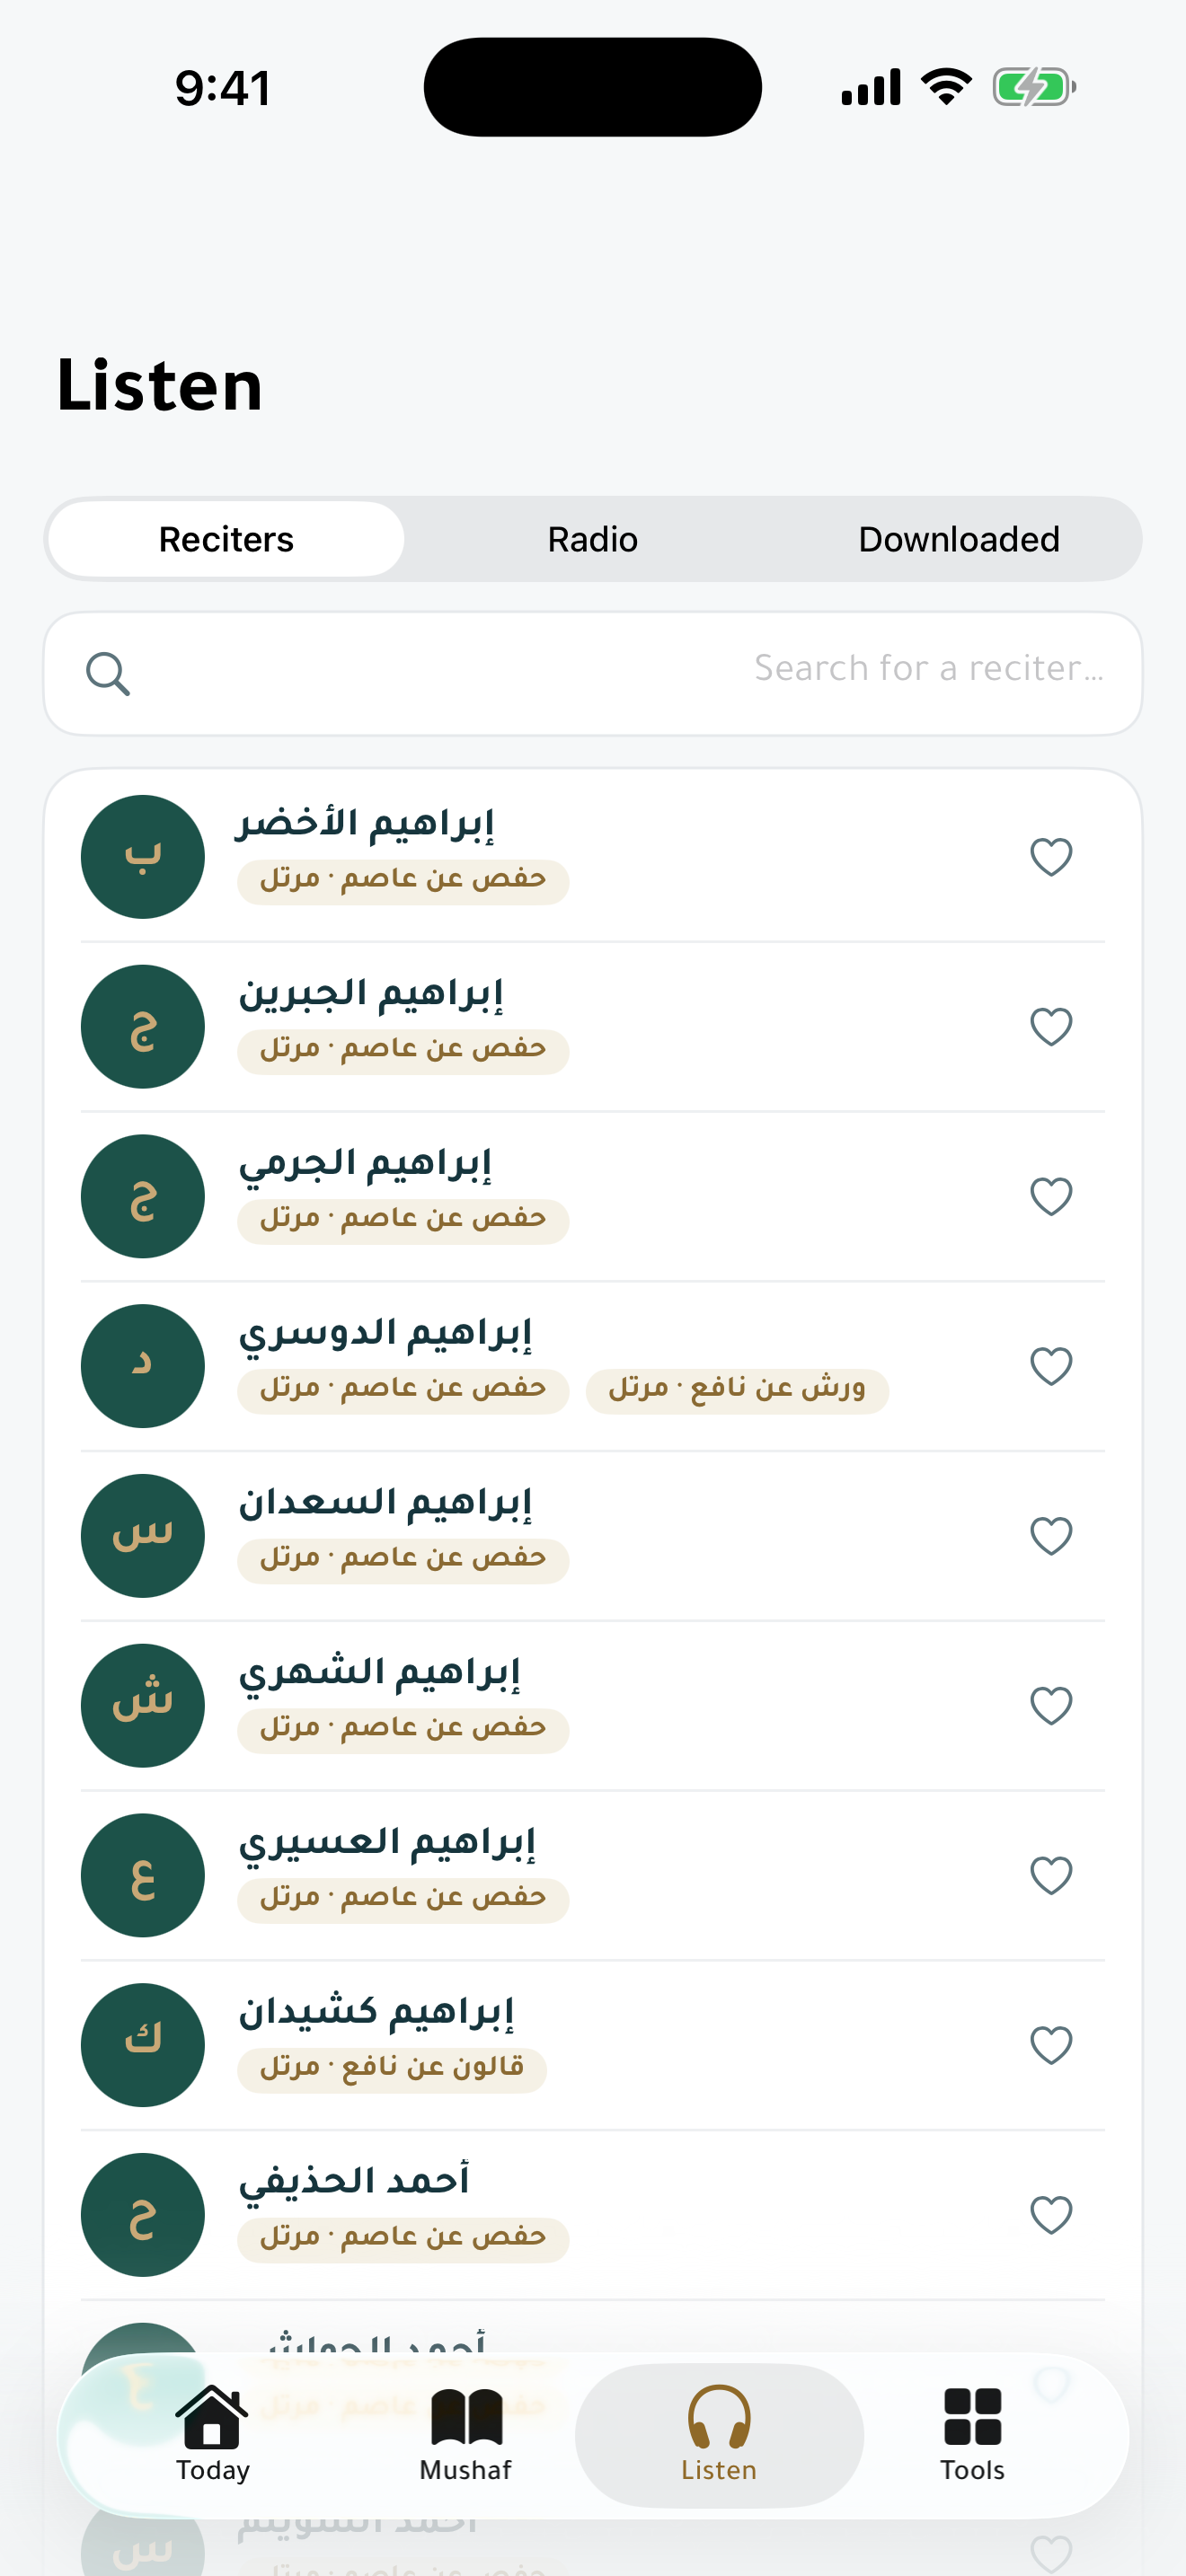 9:41
Listen
Reciters Radio Downloaded
Search for a reciter...
ب
إبراهيم الأخضر
حفص عن عاصم · مرتل
ج
إبراهيم الجبرين
حفص عن عاصم · مرتل
ج
إبراهيم الجرمي
حفص عن عاصم · مرتل
د
إبراهيم الدوسري
حفص عن عاصم · مرتل ورش عن نافع · مرتل
س
إبراهيم السعدان
حفص عن عاصم · مرتل
ش
إبراهيم الشهري
حفص عن عاصم · مرتل
ع
إبراهيم العسيري
حفص عن عاصم · مرتل
ك
إبراهيم كشيدان
قالون عن نافع · مرتل
ح
أحمد الحذيفي
حفص عن عاصم · مرتل
أحمد
Today Mushaf Listen Tools
س
أحمد السويلم